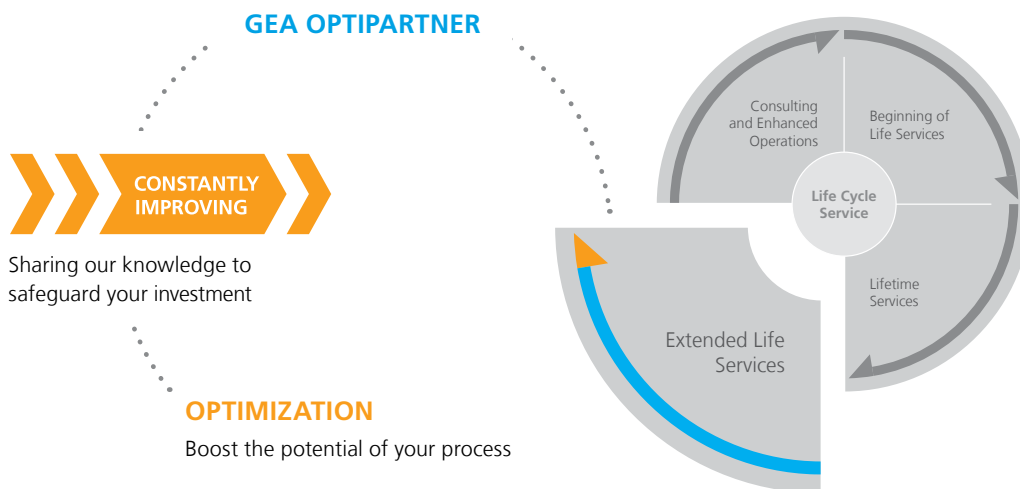 GEA OPTIPARTNER
CONSTANTLY
IMPROVING
Sharing our knowledge to
safeguard your investment
OPTIMIZATION
Boost the potential of your process
Consulting
and Enhanced
Operations
Beginning of
Life Services
Life Cycle
Service
Lifetime
Services
Extended Life
Services